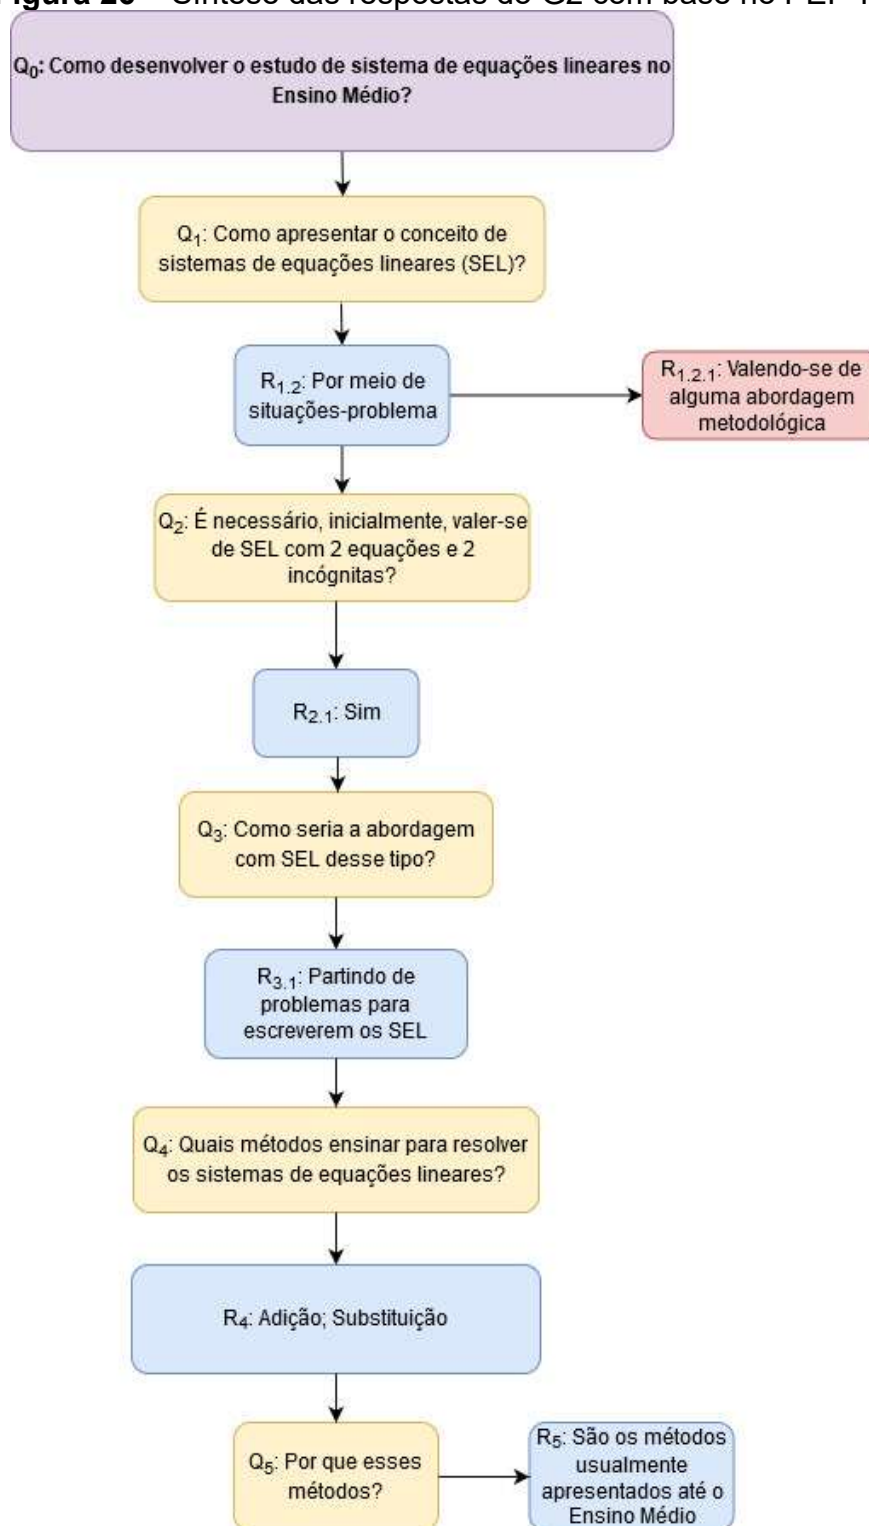 igura Síntese das respostas do G2 com base no
Q0: Como desenvolver o estudo de sistema de equações lineares no
Ensino Médio?
Q1: Como apresentar o conceito de
sistemas de equações lineares (SEL)?
R1.2: Por meio de
situações-problema
R1.2.1: Valendo-se de
alguma abordagem
metodológica
Q2: É necessário, inicialmente, valer-se
de SEL com 2 equações e 2
incógnitas?
R2.1: Sim
Q3: Como seria a abordagem
com SEL desse tipo?
R3.1: Partindo de
problemas para
escreverem os SEL
Q4: Quais métodos ensinar para resolver
os sistemas de equações lineares?
R4: Adição; Substituição
Q5: Por que esses
métodos?
R5: São os métodos
usualmente
apresentados até o
Ensino Médio